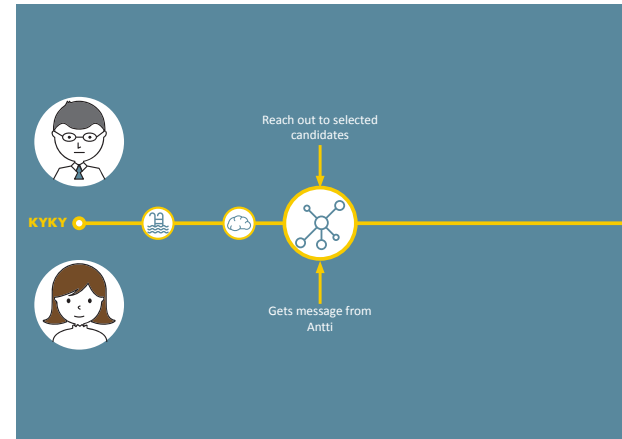 Reach out to selected
candidates
KYKY
Gets message from
Antti